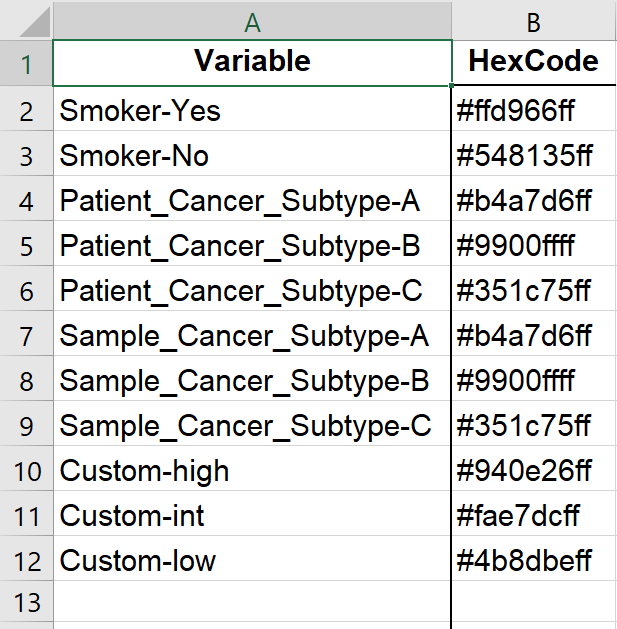 A B
1 Variable HexCode
2 Smoker-Yes #ffd966ff
3 Smoker-No #548135ff
4 Patient_Cancer_Subtype-A #b4a7d6ff
5 Patient_Cancer_Subtype-B #9900ffff
6 Patient_Cancer_Subtype-C #351c75ff
7 Sample_Cancer_Subtype-A #b4a7d6ff
8 Sample_Cancer_Subtype-B #9900ffff
9 Sample_Cancer_Subtype-C #351c75ff
10 Custom-high #940e26ff
11 Custom-int #fae7dcff
12 Custom-low #4b8dbeff
13